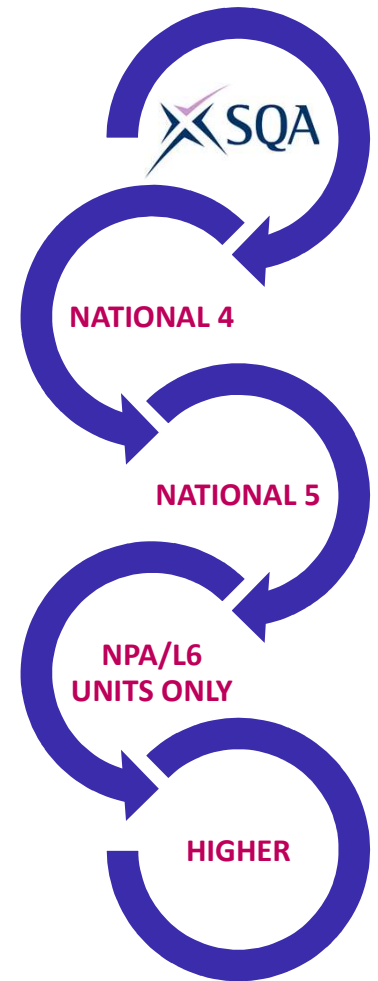 SQA
NATIONAL 4
NATIONAL 5
NPA/L6
UNITS ONLY
HIGHER